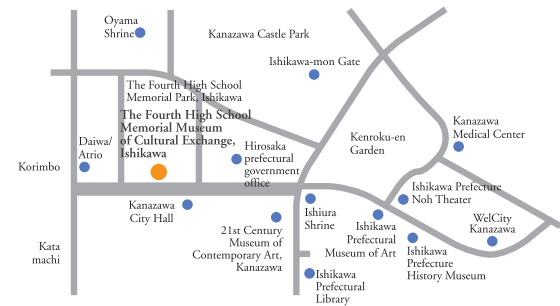 Oyama
Shrine
Kanazawa Castle Park
Ishikawa-mon Gate
The Fourth High School
Memorial Park, Ishikawa
The Fourth High School
Memorial Museum
of Cultural Exchange,
Ishikawa
Daiwa/
Atrio
Korimbo
Hirosaka
prefectural
government
office
Kenroku-en
Garden
Kanazawa
Medical Center
Kanazawa
City Hall
21st Century
Museum of
Contemporary Art,
Kanazawa
Ishiura
Shrine
Ishikawa
Prefectural
Museum of Art
Ishikawa Prefecture
Noh Theater
WelCity
Kanazawa
Ishikawa
Prefecture
History Museum
Ishikawa
Prefectural
Library
Kata
machi